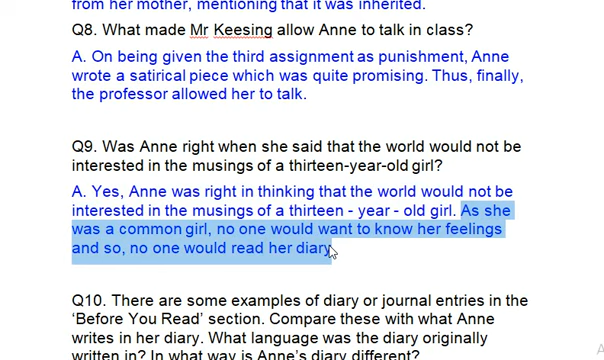 from her mother, mentioning that it was inherited.
Q8. What made Mr Keesing allow Anne to talk in class?
A. On being given the third assignment as punishment, Anne
wrote a satirical piece which was quite promising. Thus, finally,
the professor allowed her to talk.
Q9. Was Anne right when she said that the world would not be
interested in the musings of a thirteen-year-old girl?
A. Yes, Anne was right in thinking that the world would not be
interested in the musings of a thirteen - year - old girl. As she
was a common girl, no one would want to know her feelings
and so, no one would read her diary
Q10. There are some examples of diary or journal entries in the
‘Before You Read’ section. Compare these with what Anne
writes in her diary. What language was the diary originally
written in? In what way is Anne’s diary different?